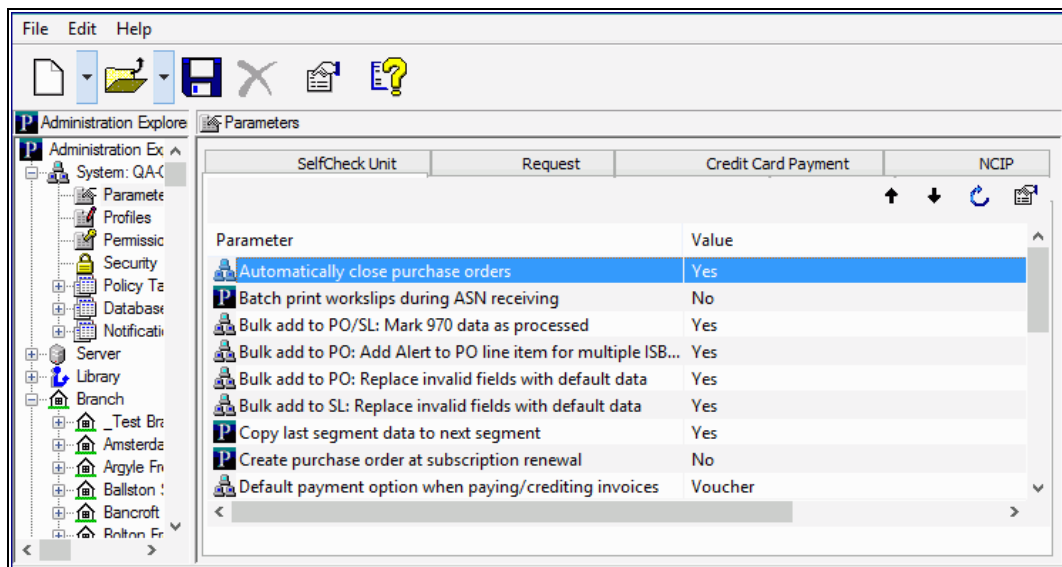 File Edit Help
Administration Explore
Parameters
Administration Ex
System: QA-C
Paramete
Profiles
Permissic
Security
Policy Ta
Database
Notificati
Server
Library
Branch
_Test Bra
Amsterda
Argyle Fr
Ballston
Bancroft
Bolton Fr
SelfCheck Unit Request Credit Card Payment NCIP
Parameter Value
Automatically close purchase orders Yes
Batch print workslips during ASN receiving No
Bulk add to PO/SL: Mark 970 data as processed Yes
Bulk add to PO: Add Alert to PO line item for multiple ISB... Yes
Bulk add to PO: Replace invalid fields with default data Yes
Bulk add to SL: Replace invalid fields with default data Yes
Copy last segment data to next segment Yes
Create purchase order at subscription renewal No
Default payment option when paying/crediting invoices Voucher